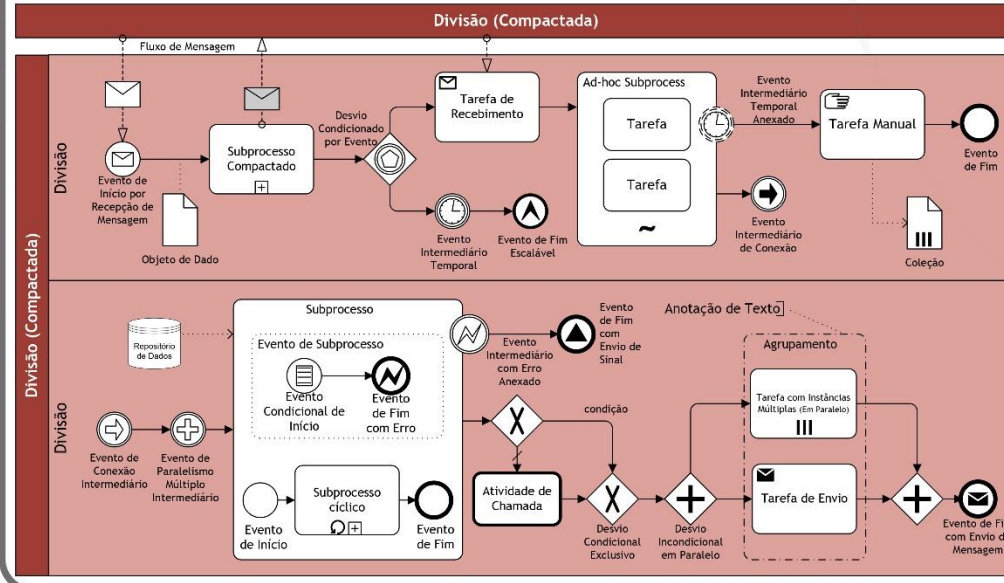 Divisão (Compactada)
Fluxo de Mensagem
Divisão (Compactada)
Divisão
Evento de
Início por
Recepção de
Mensagem
Objeto de Dado
Subprocesso
Compactado
Desvio
Condicionado
por Evento
Tarefa de
Recebimento
Evento
Intermediário
Temporal
Evento de Fim
Escalável
Ad-hoc Subprocess
Tarefa
Tarefa
Evento
Intermediário
Temporal
Anexado
Evento
Intermediário
de Conexão
Tarefa Manual
Coleção
Evento
de Fim
Divisão
Repositório
de Dados
Evento de
Conexão
Intermediário
Evento de
Paralelismo
Múltiplo
Intermediário
Subprocesso
Evento de Subprocesso
Evento
Condicional de
Início
Evento
de Fim
com Erro
Evento
de Início
Subprocesso
cíclico
Evento
de Fim
Evento
Intermediário
com Erro
Anexado
Evento
de Fim
com
Envio de
Sinal
condição
Atividade de
Chamada
Desvio
Condicional
Exclusivo
Desvio
Incondicional
em Paralelo
Anotação de Texto
Agrupamento
Tarefa com Instâncias
Múltiplas (Em Paralelo)
Tarefa de Envio
Evento de Fi
com Envio d
Mensagem